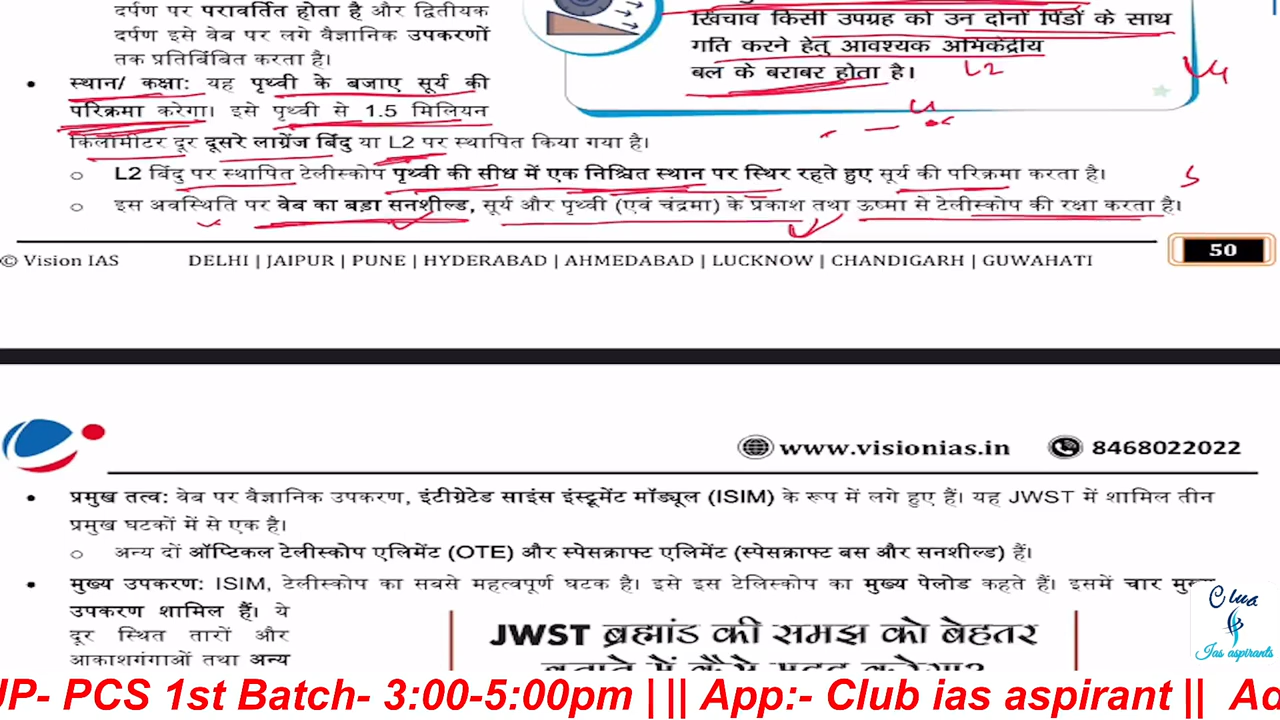 दर्पण पर परावर्तित होता है और द्वितीयक
दर्पण इसे वेब पर लगे वैज्ञानिक उपकरणों
तक प्रतिबिंबित करता है।
खिंचाव किसी उपग्रह को उन दोनों पिंडों के साथ
गति करने हेतु आवश्यक अभिकेंद्रीय
बल के बराबर होता है।
L2
L4
• स्थान/ कक्षा: यह पृथ्वी के बजाए सूर्य की
परिक्रमा करेगा। इसे पृथ्वी से 1.5 मिलियन
किलोमीटर दूर दूसरे लाग्रेंज बिंदु या L2 पर स्थापित किया गया है।
o L2 बिंदु पर स्थापित टेलीस्कोप पृथ्वी की सीध में एक निश्चित स्थान पर स्थिर रहते हुए सूर्य की परिक्रमा करता है।
o इस अवस्थिति पर वेब का बड़ा सनशील्ड, सूर्य और पृथ्वी (एवं चंद्रमा) के प्रकाश तथा ऊष्मा से टेलीस्कोप की रक्षा करता है।
© Vision IAS DELHI | JAIPUR | PUNE | HYDERABAD | AHMEDABAD | LUCKNOW | CHANDIGARH | GUWAHATI
50
www.visionias.in 8468022022
• प्रमुख तत्व: वेब पर वैज्ञानिक उपकरण, इंटीग्रेटेड साइंस इंस्ट्रूमेंट मॉड्यूल (ISIM) के रूप में लगे हुए हैं। यह JWST में शामिल तीन
प्रमुख घटकों में से एक है।
o अन्य दो ऑप्टिकल टेलीस्कोप एलिमेंट (OTE) और स्पेसक्राफ्ट एलिमेंट (स्पेसक्राफ्ट बस और सनशील्ड) हैं।
• मुख्य उपकरण: ISIM, टेलीस्कोप का सबसे महत्वपूर्ण घटक है। इसे इस टेलिस्कोप का मुख्य पेलोड कहते हैं। इसमें चार मुख्य
उपकरण शामिल हैं। ये
दूर स्थित तारों और
आकाशगंगाओं तथा अन्य
JWST ब्रह्मांड की समझ को बेहतर
Club
Ias aspirants
UP- PCS 1st Batch- 3:00-5:00pm | || App:- Club ias aspirant || Ad